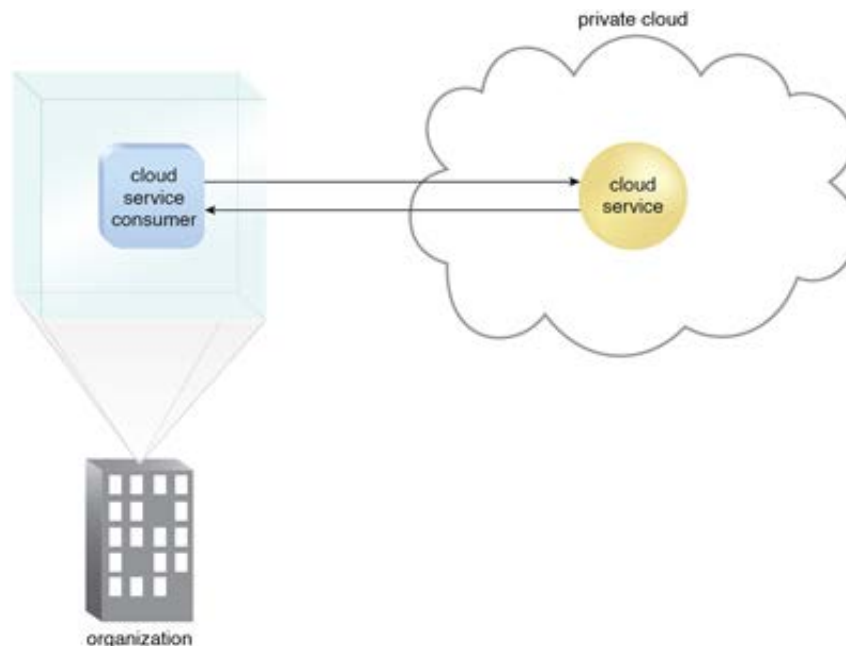 private cloud
cloud
service
consumer
cloud
service
organization